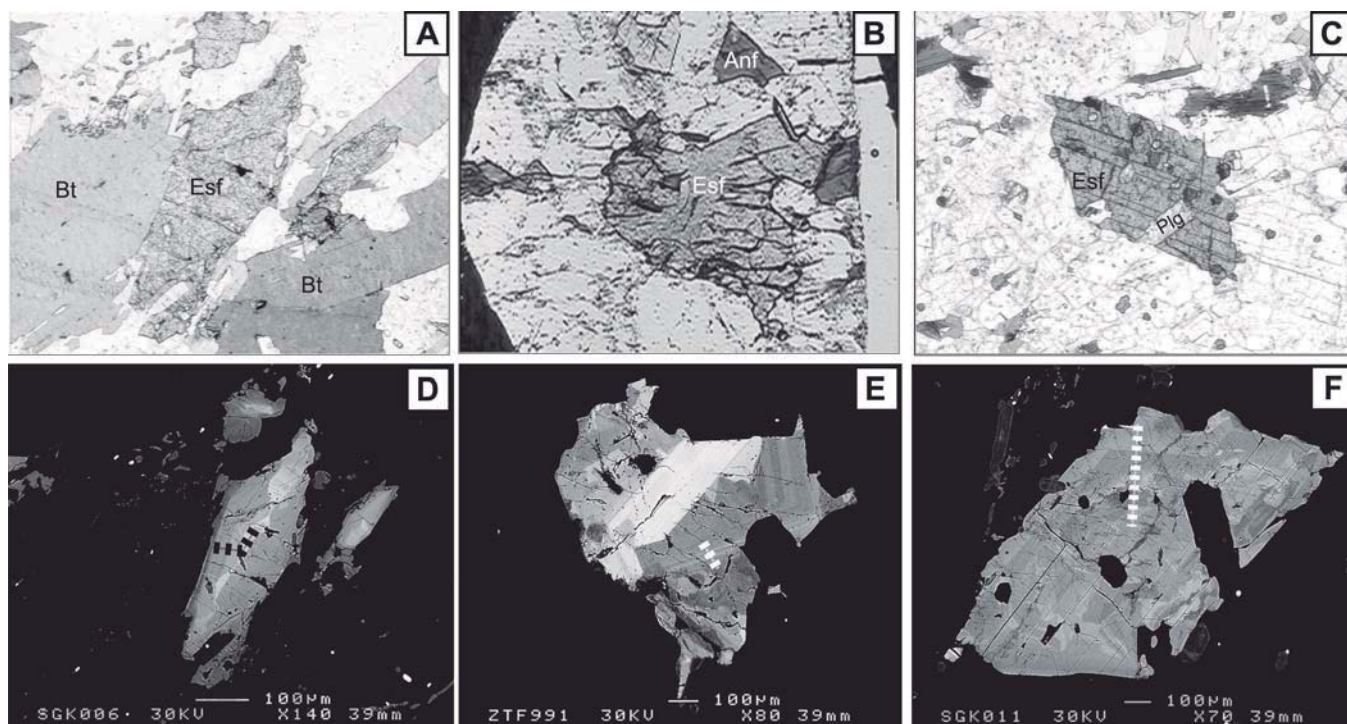 A
Bt
Esf
Bt
B
Anf
Esf
C
Esf
Plg
D
100µm
SGK006· 30KV X140 39mm
E
100µm
ZTF991 30KV X80 39mm
F
100µm
SGK011 30KV X70 39mm